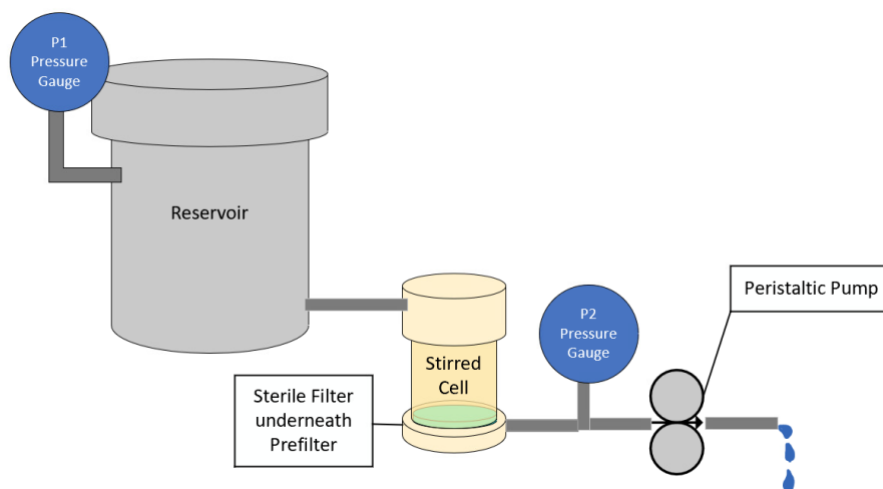 P1
Pressure
Gauge
Reservoir
Peristaltic Pump
P2
Pressure
Gauge
Stirred
Cell
Sterile Filter
underneath
Prefilter